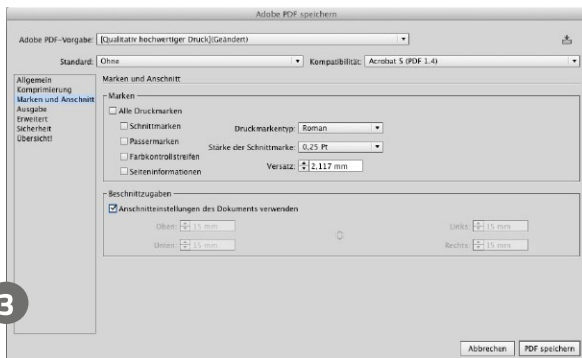 Adobe PDF speichern
Adobe PDF-Vorgabe: [Qualitativ hochwertiger Druck](Geändert)
Standard: Ohne Kompatibilität: Acrobat 5 (PDF 1.4)
Allgemein
Komprimierung
Marken und Anschnitt
Ausgabe
Erweitert
Sicherheit
Übersicht!
Marken und Anschnitt
Marken
Alle Druckmarken
Schnittmarken Druckmarkentyp: Roman
Passermarken Stärke der Schnittmarke: 0,25 Pt
Farbkontrollstreifen Versatz: 2,117 mm
Seiteninformationen
Beschnittzugaben
Anschnitteinstellungen des Dokuments verwenden
Oben: 15 mm Links: 15 mm
Unten: 15 mm Rechts: 15 mm
3
Abbrechen PDF speichern